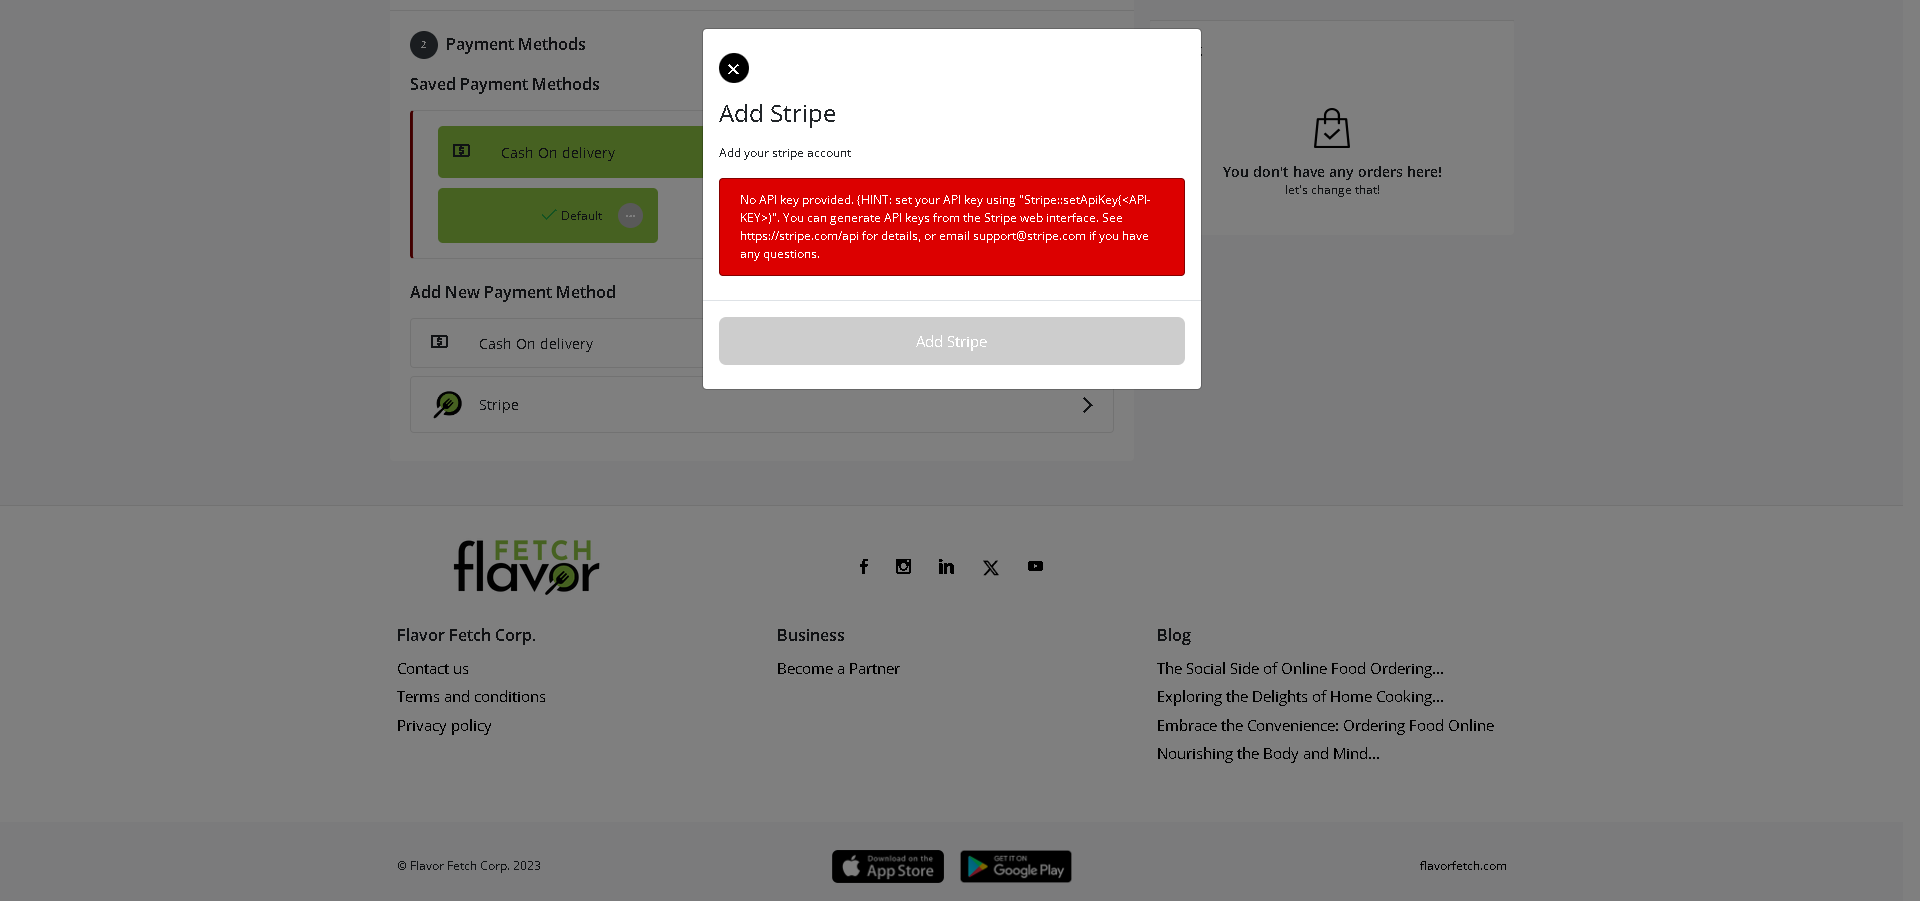 2 Payment Methods
Saved Payment Methods
Cash On delivery
Default
Add New Payment Method
Cash On delivery
Stripe
Add Stripe
Add your stripe account
No API key provided. (HINT: set your API key using "Stripe::setApiKey(<API-
KEY>)". You can generate API keys from the Stripe web interface. See
https://stripe.com/api for details, or email support@stripe.com if you have
any questions.
Add Stripe
You don't have any orders here!
let's change that!
FETCH
flavor
Flavor Fetch Corp.
Contact us
Terms and conditions
Privacy policy
Business
Become a Partner
Blog
The Social Side of Online Food Ordering...
Exploring the Delights of Home Cooking...
Embrace the Convenience: Ordering Food Online
Nourishing the Body and Mind...
© Flavor Fetch Corp. 2023
Download on the
App Store
GET IT ON
Google Play
flavorfetch.com